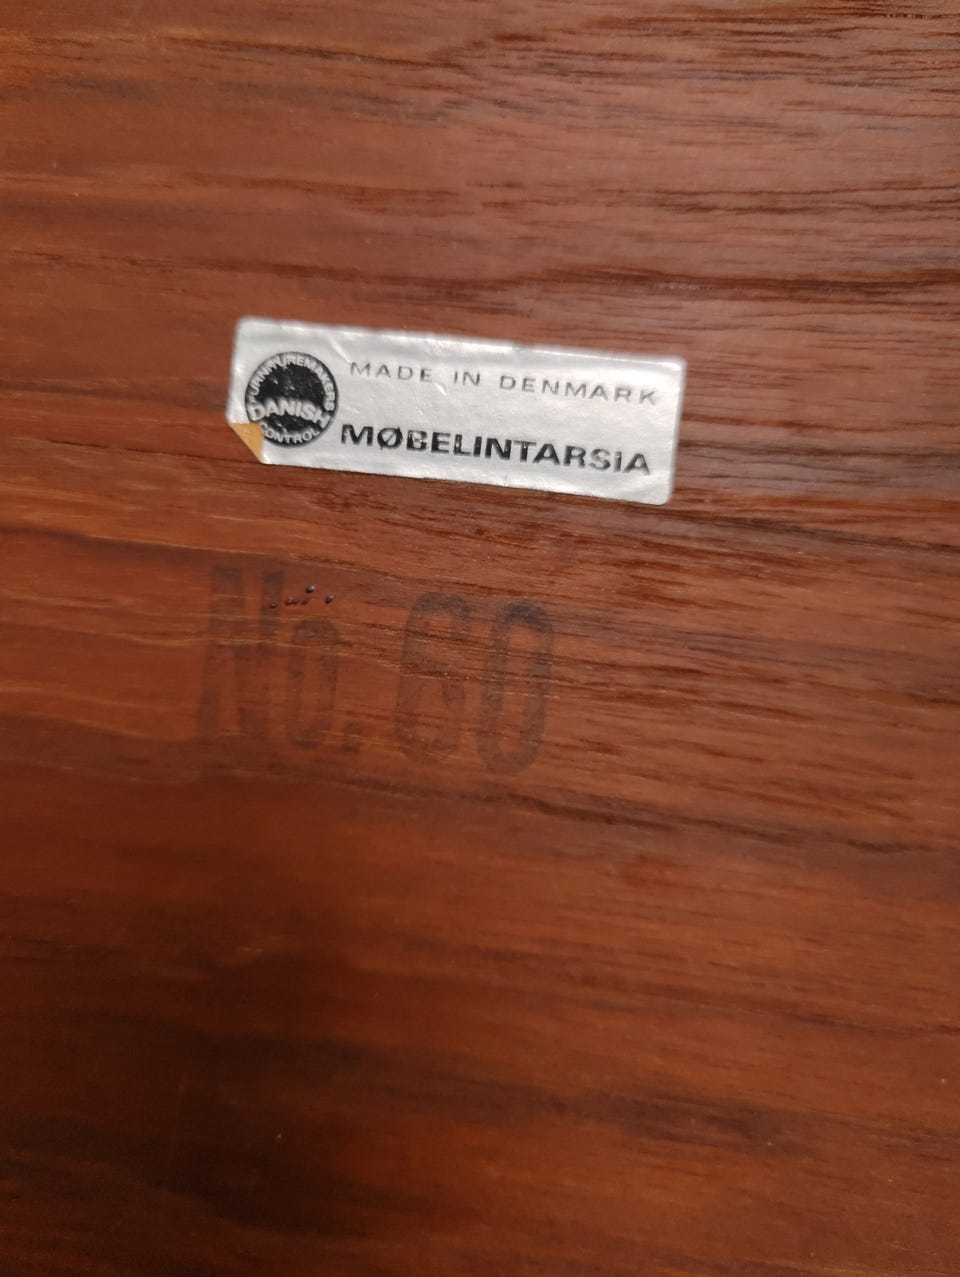 FURNITUREMAKERS
DANISH
CONTROL
MADE IN DENMARK
MØBELINTARSIA
No. 60